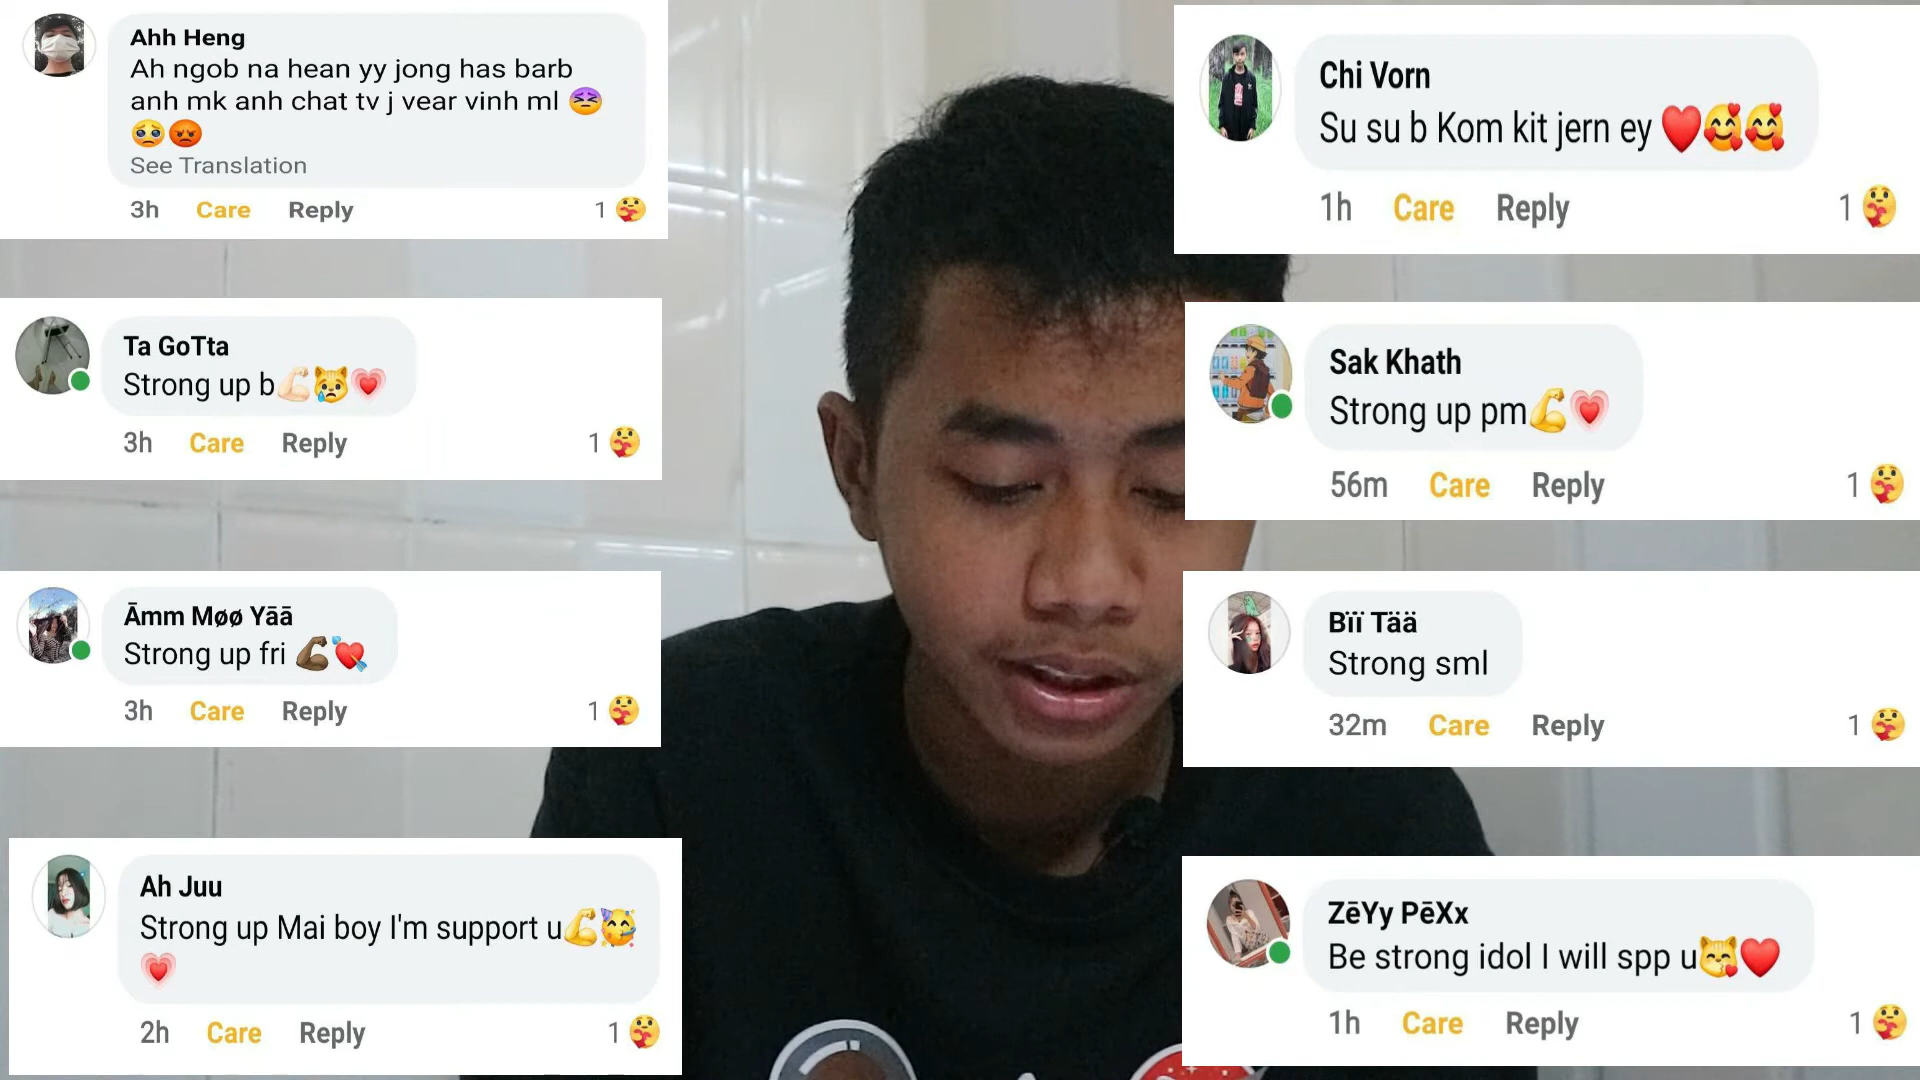 Ahh Heng
Ah ngob na hean yy jong has barb
anh mk anh chat tv j vear vinh ml 😣
🥺😡
See Translation
3h Care Reply 1
Ta GoTta
Strong up b💪🏻😿💗
3h Care Reply 1
Āmm Møø Yāā
Strong up fri 💪🏿💘
3h Care Reply 1
Ah Juu
Strong up Mai boy I'm support u💪🥳
💗
2h Care Reply 1
Chi Vorn
Su su b Kom kit jern ey ❤️🥰🥰
1h Care Reply 1
Sak Khath
Strong up pm💪💗
56m Care Reply 1
Bïï Tää
Strong sml
32m Care Reply 1
ZēYy PēXx
Be strong idol I will spp u😽❤️
1h Care Reply 1